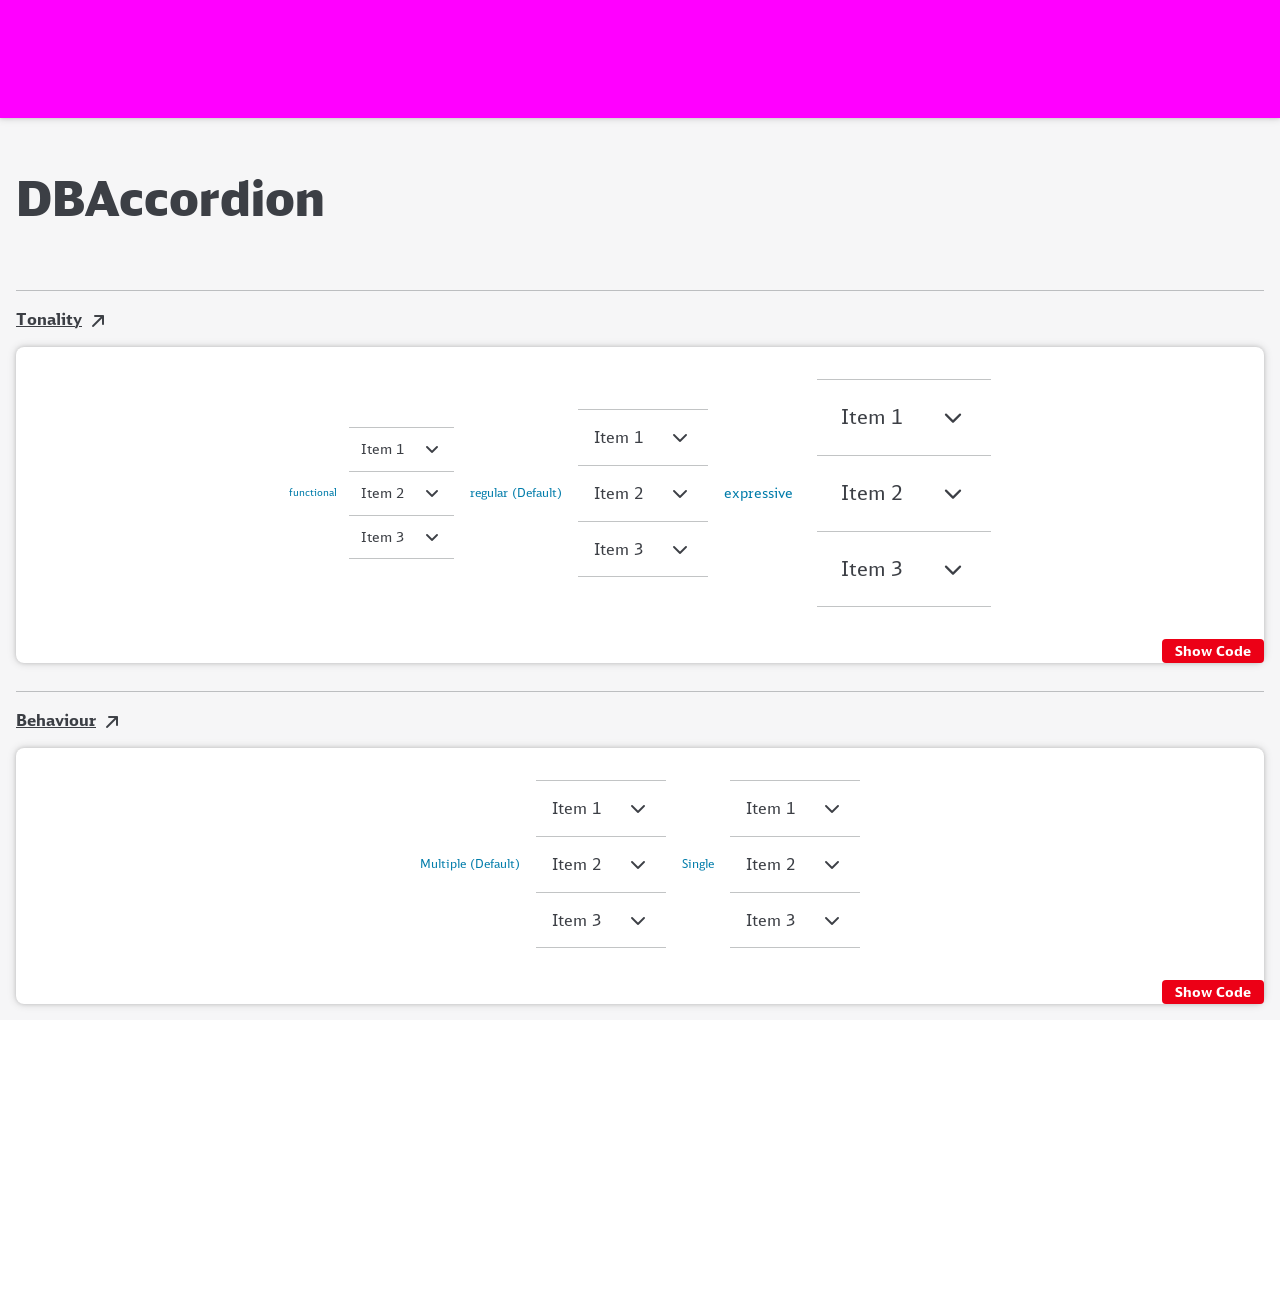 DBAccordion
Tonality
functional
Item 1
Item 2
Item 3
regular (Default)
Item 1
Item 2
Item 3
expressive
Item 1
Item 2
Item 3
Show Code
Behaviour
Multiple (Default)
Item 1
Item 2
Item 3
Single
Item 1
Item 2
Item 3
Show Code